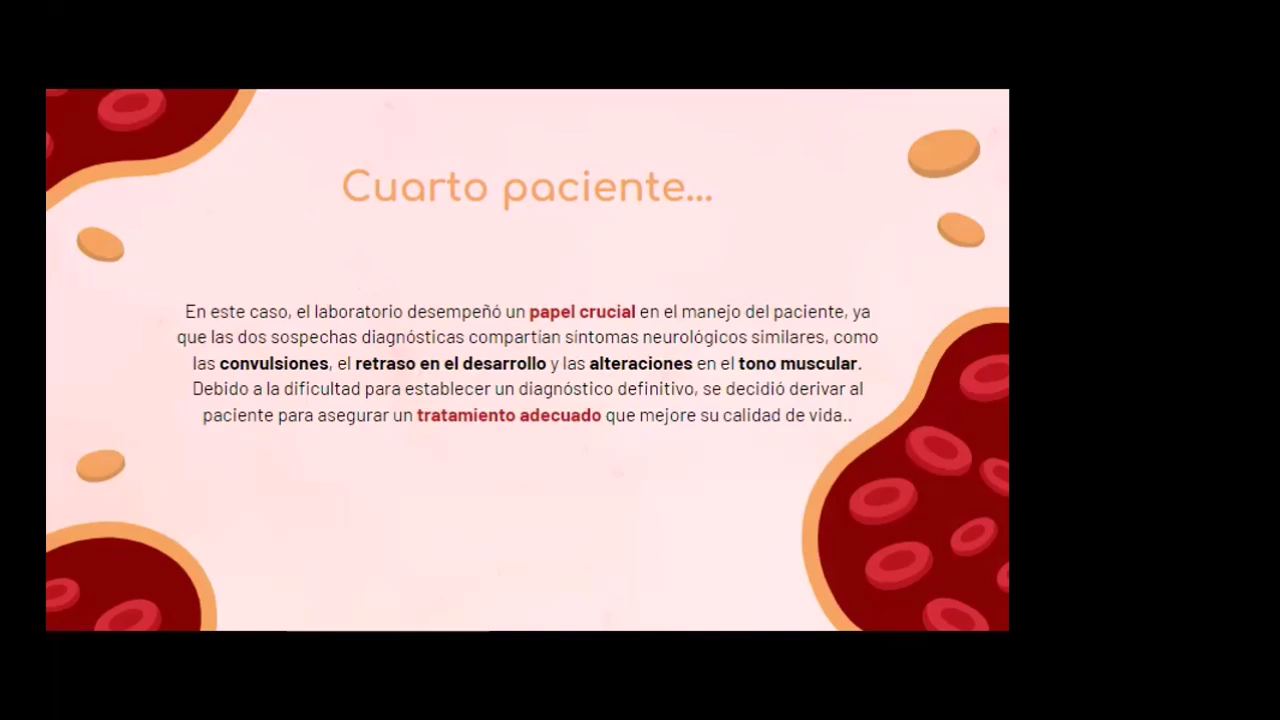 Cuarto paciente...
En este caso, el laboratorio desempeñó un papel crucial en el manejo del paciente, ya
que las dos sospechas diagnósticas compartían síntomas neurológicos similares, como
las convulsiones, el retraso en el desarrollo y las alteraciones en el tono muscular.
Debido a la dificultad para establecer un diagnóstico definitivo, se decidió derivar al
paciente para asegurar un tratamiento adecuado que mejore su calidad de vida..